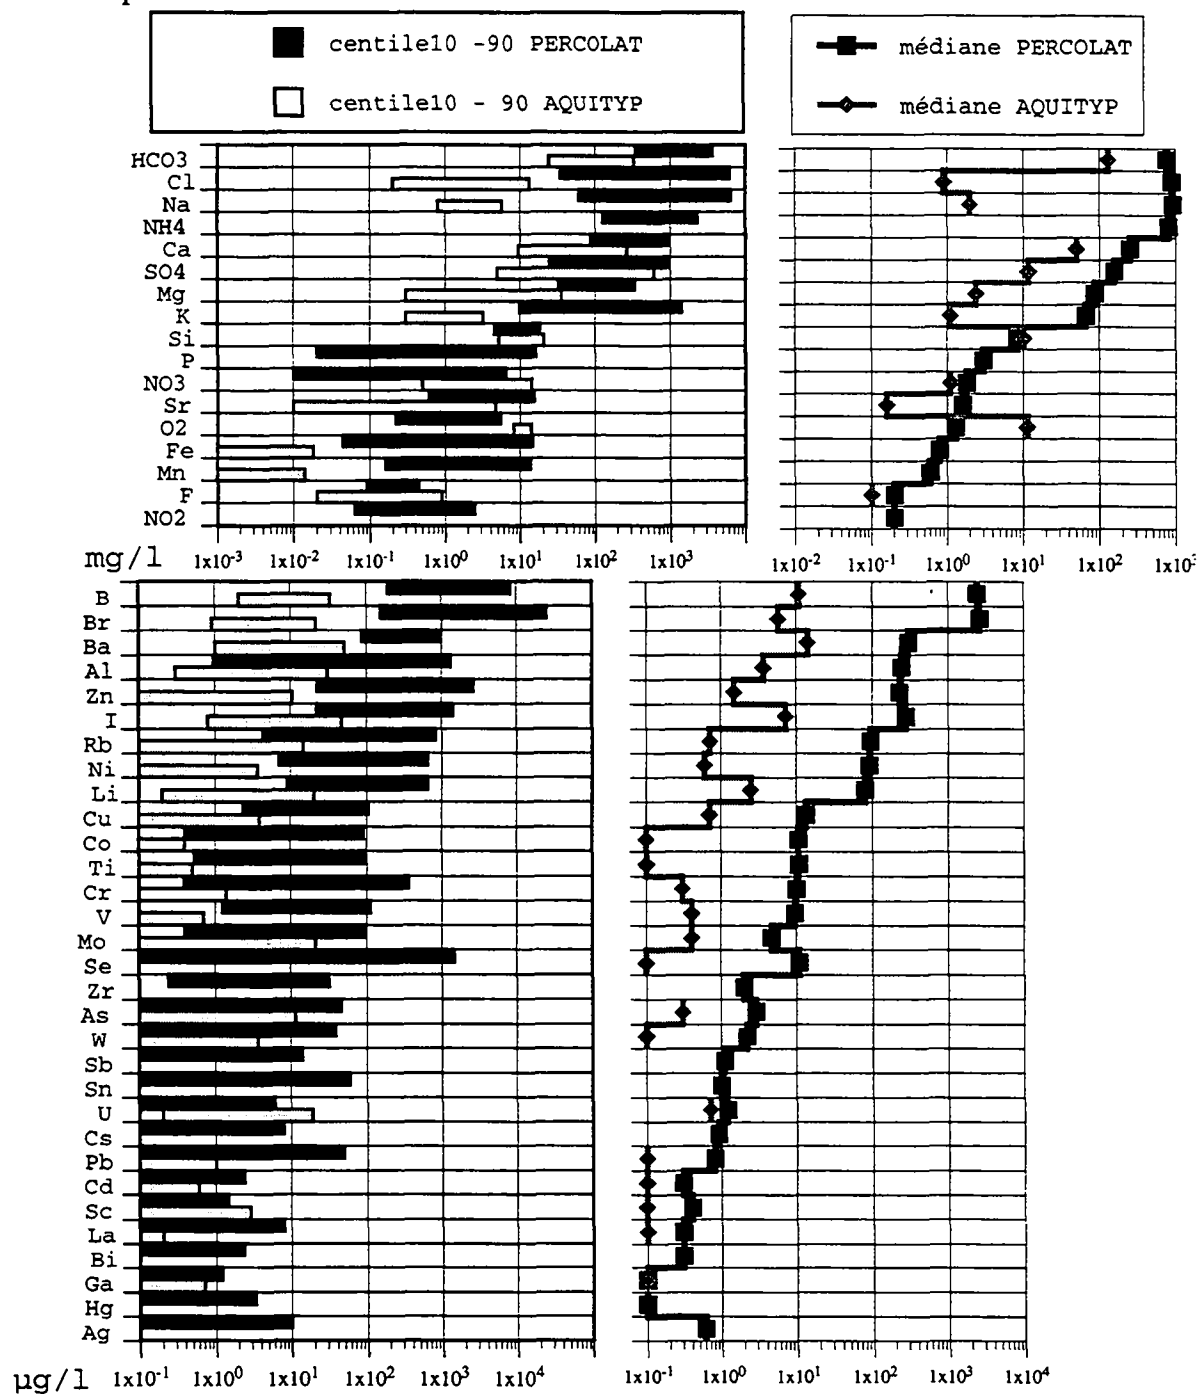 centile10 -90 PERCOLAT
centile10 - 90 AQUITYP
médiane PERCOLAT
médiane AQUITYP
HCO3
Cl
Na
NH4
Ca
SO4
Mg
K
Si
P
NO3
Sr
O2
Fe
Mn
F
NO2
mg/l 1x10-3 1x10-2 1x10-1 1x100 1x101 1x102 1x103
1x10-2 1x10-1 1x100 1x101 1x102 1x103
B
Br
Ba
Al
Zn
I
Rb
Ni
Li
Cu
Co
Ti
Cr
V
Mo
Se
Zr
As
W
Sb
Sn
U
Cs
Pb
Cd
Sc
La
Bi
Ga
Hg
Ag
µg/l 1x10-1 1x100 1x101 1x102 1x103 1x104
1x10-1 1x100 1x101 1x102 1x103 1x104